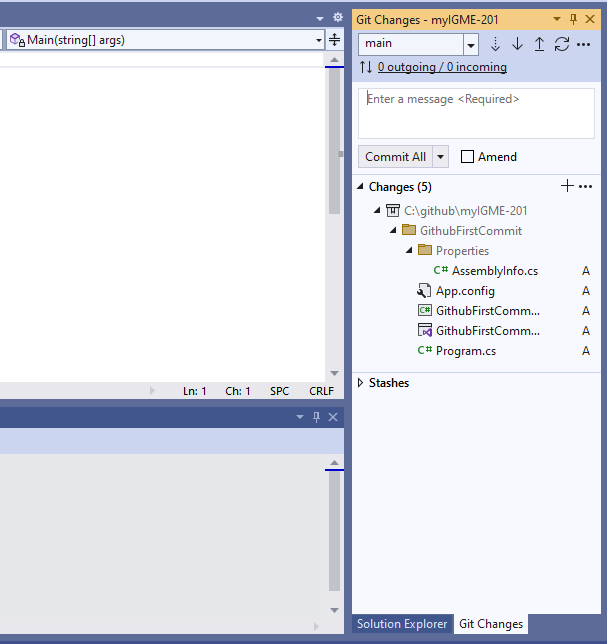 Git Changes - myIGME-201
Main(string[] args)
main
0 outgoing / 0 incoming
Enter a message <Required>
Commit All
Amend
Changes (5)
C:\github\myIGME-201
GithubFirstCommit
Properties
C# AssemblyInfo.cs A
App.config A
C# GithubFirstComm... A
GithubFirstComm... A
C# Program.cs A
Stashes
Ln: 1 Ch: 1 SPC CRLF
Solution Explorer Git Changes